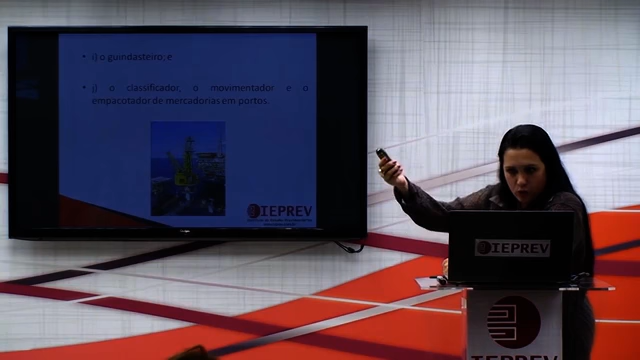 • i) o guindasteiro; e
• j) o classificador, o movimentador e o
empacotador de mercadorias em portos.
IEPREV
IEPREV
IEPREV